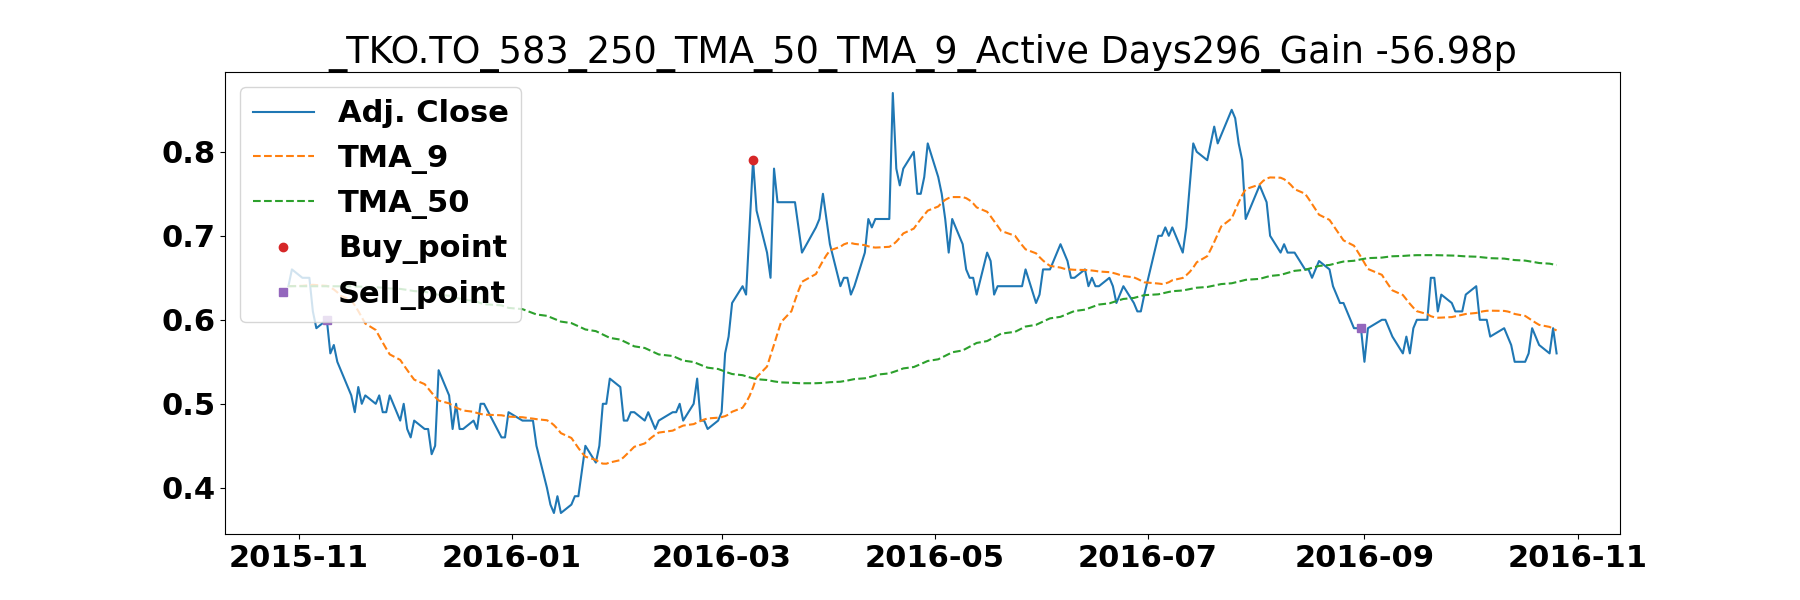 _TKO.TO_583_250_TMA_50_TMA_9_Active Days296_Gain -56.98p
Adj. Close
TMA_9
TMA_50
Buy_point
Sell_point
0.8
0.7
0.6
0.5
0.4
2015-11 2016-01 2016-03 2016-05 2016-07 2016-09 2016-11